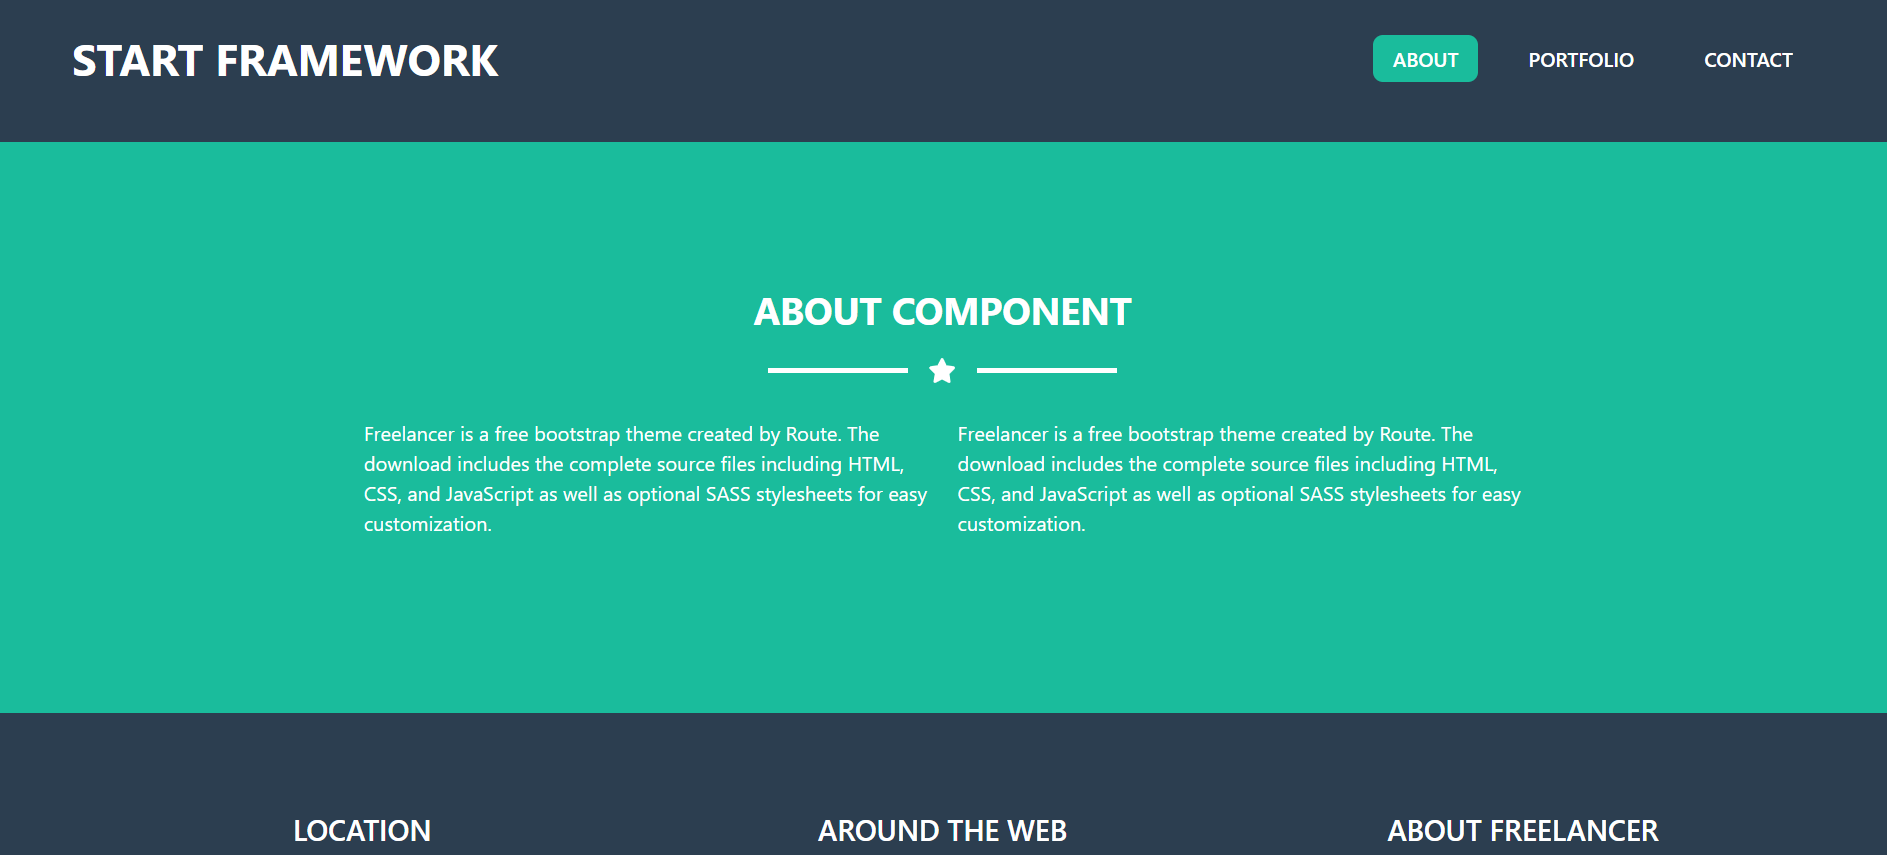 START FRAMEWORK
ABOUT
PORTFOLIO
CONTACT
ABOUT COMPONENT
Freelancer is a free bootstrap theme created by Route. The
download includes the complete source files including HTML,
CSS, and JavaScript as well as optional SASS stylesheets for easy
customization.
Freelancer is a free bootstrap theme created by Route. The
download includes the complete source files including HTML,
CSS, and JavaScript as well as optional SASS stylesheets for easy
customization.
LOCATION
AROUND THE WEB
ABOUT FREELANCER